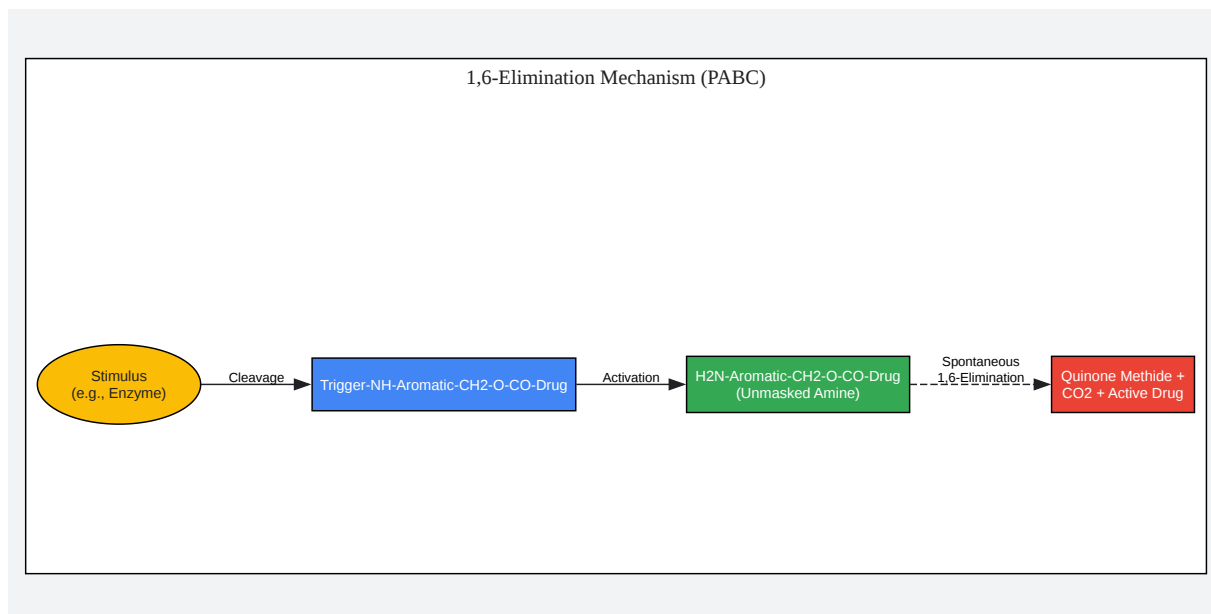 1,6-Elimination Mechanism (PABC)
Stimulus
(e.g., Enzyme)
Cleavage
Trigger-NH-Aromatic-CH2-O-CO-Drug
Activation
H2N-Aromatic-CH2-O-CO-Drug
(Unmasked Amine)
Spontaneous
1,6-Elimination
Quinone Methide +
CO2 + Active Drug